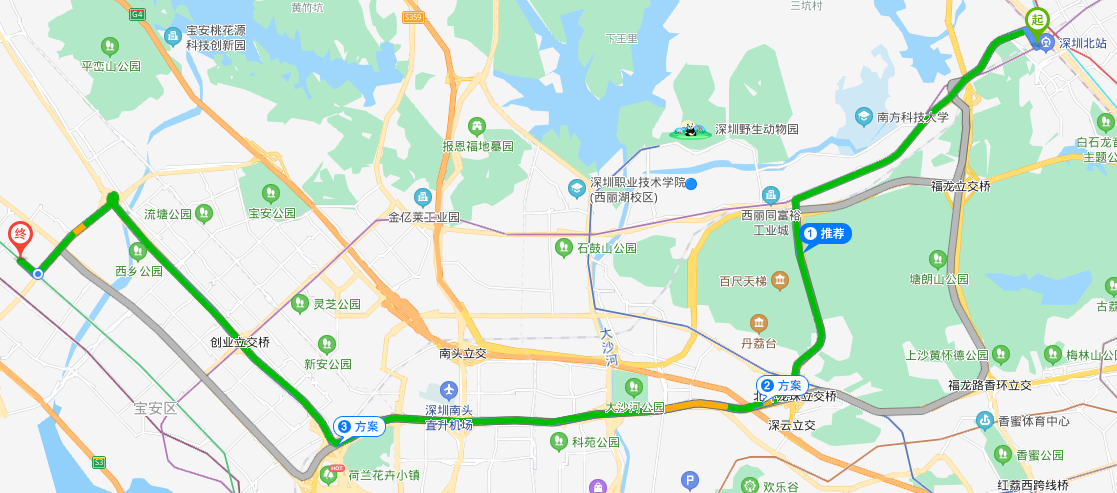 G4
S359
黄竹坑
三坑村
起
宝安桃花源
科技创新园
下王里
深圳北站
平峦山公园
南方科技大学
深圳野生动物园
报恩福地墓园
白石龙音
主题公
深圳职业技术学院
(西丽湖校区)
福龙立交桥
宝安公园
流塘公园
金亿莱工业园
西丽同富裕
工业城
1 推荐
终
石鼓山公园
西乡公园
塘朗山公园
百尺天梯
古荔
灵芝公园
丹荔台
大沙河
创业立交桥
新安公园
南头立交
上沙黄怀德公园
梅林山公
2 方案
福龙路香环立交
宝安区
深圳南头
直升机场
大沙河公园
深云立交
香蜜体育中心
3 方案
科苑公园
香蜜公园
S3
HOT
荷兰花卉小镇
P
欢乐谷
红荔西跨线桥